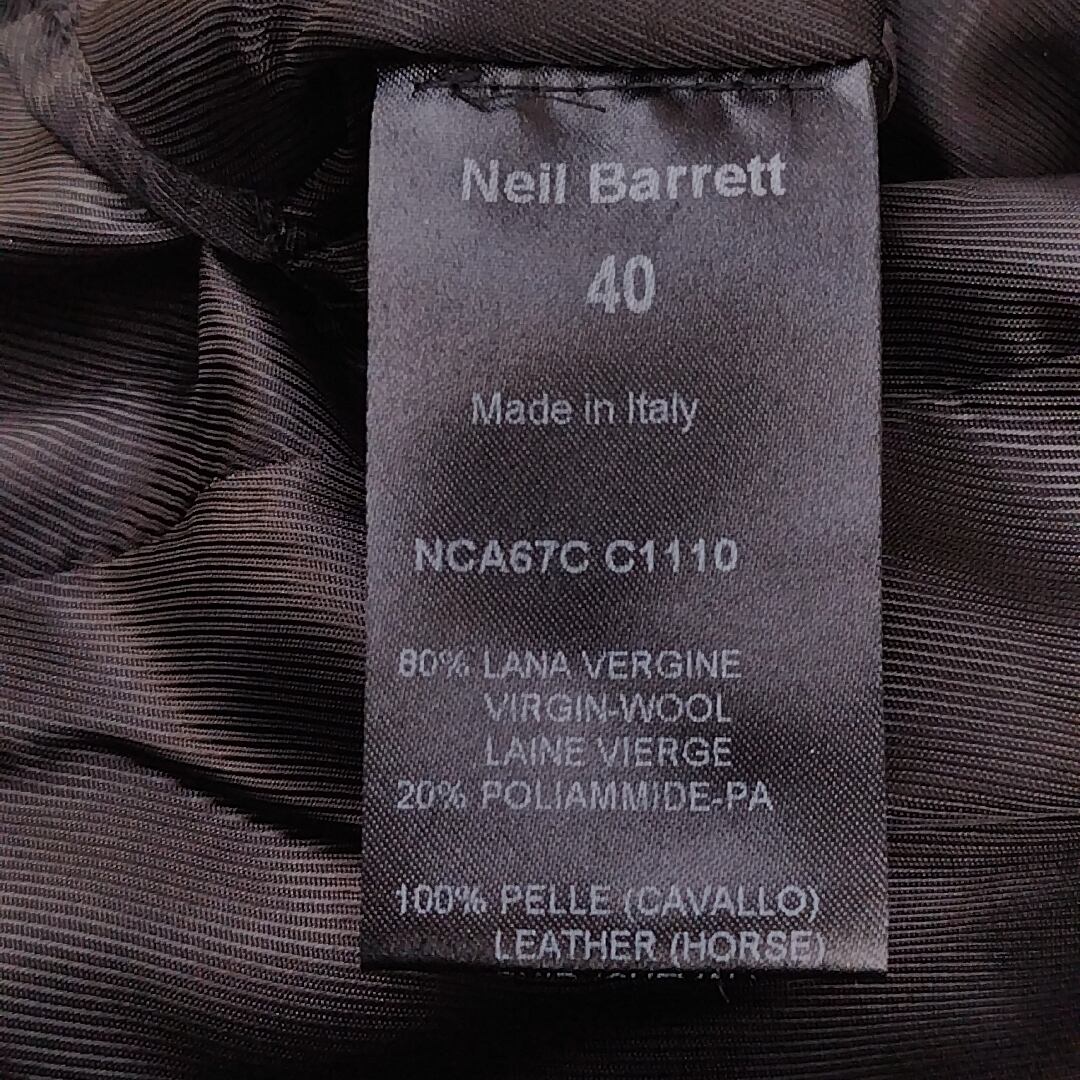 Neil Barrett
40
Made in Italy
NCA67C C1110
80% LANA VERGINE
VIRGIN-WOOL
LAINE VIERGE
20% POLIAMMIDE-PA
100% PELLE (CAVALLO)
LEATHER (HORSE)